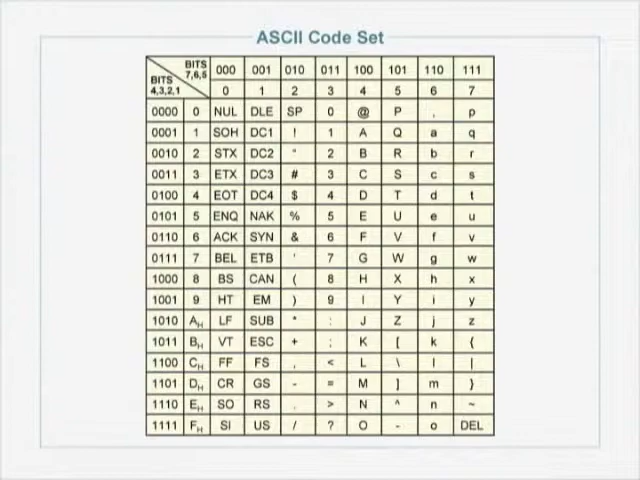 ASCII Code Set
BITS 7,6,5 000 001 010 011 100 101 110 111
BITS 4,3,2,1 0 1 2 3 4 5 6 7
0000 0 NUL DLE SP 0 @ P , p
0001 1 SOH DC1 ! 1 A Q a q
0010 2 STX DC2 " 2 B R b r
0011 3 ETX DC3 # 3 C S c s
0100 4 EOT DC4 $ 4 D T d t
0101 5 ENQ NAK % 5 E U e u
0110 6 ACK SYN & 6 F V f v
0111 7 BEL ETB ' 7 G W g w
1000 8 BS CAN ( 8 H X h x
1001 9 HT EM ) 9 I Y i y
1010 AH LF SUB * : J Z j z
1011 BH VT ESC + ; K [ k {
1100 CH FF FS , < L \ l |
1101 DH CR GS - = M ] m }
1110 EH SO RS . > N ^ n ~
1111 FH SI US / ? O - o DEL